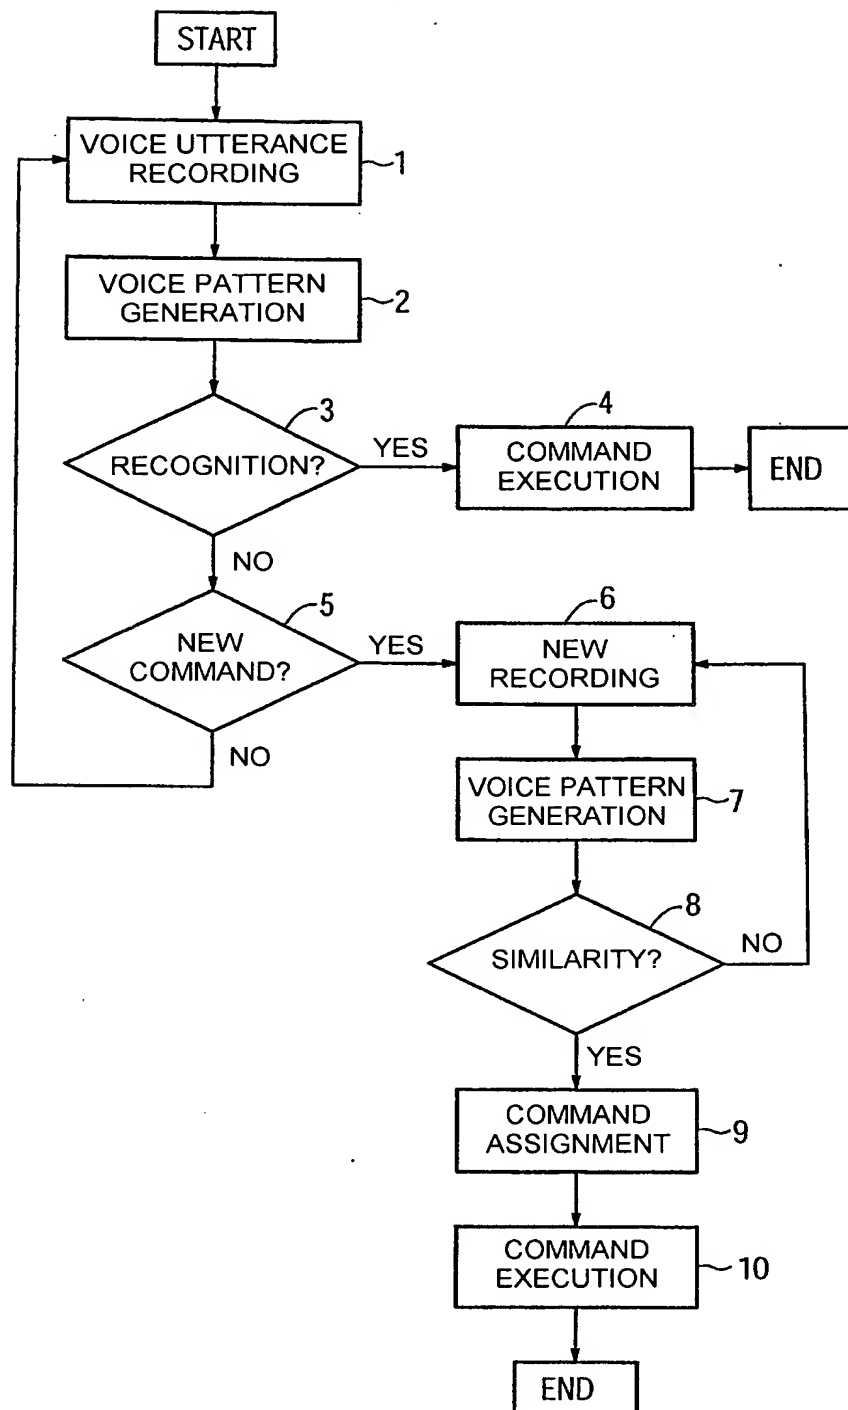 START
VOICE UTTERANCE
RECORDING
1
VOICE PATTERN
GENERATION
2
3
RECOGNITION?
YES
4
COMMAND
EXECUTION
END
NO
5
NEW
COMMAND?
YES
6
NEW
RECORDING
NO
VOICE PATTERN
GENERATION
7
8
SIMILARITY?
NO
YES
COMMAND
ASSIGNMENT
9
COMMAND
EXECUTION
10
END